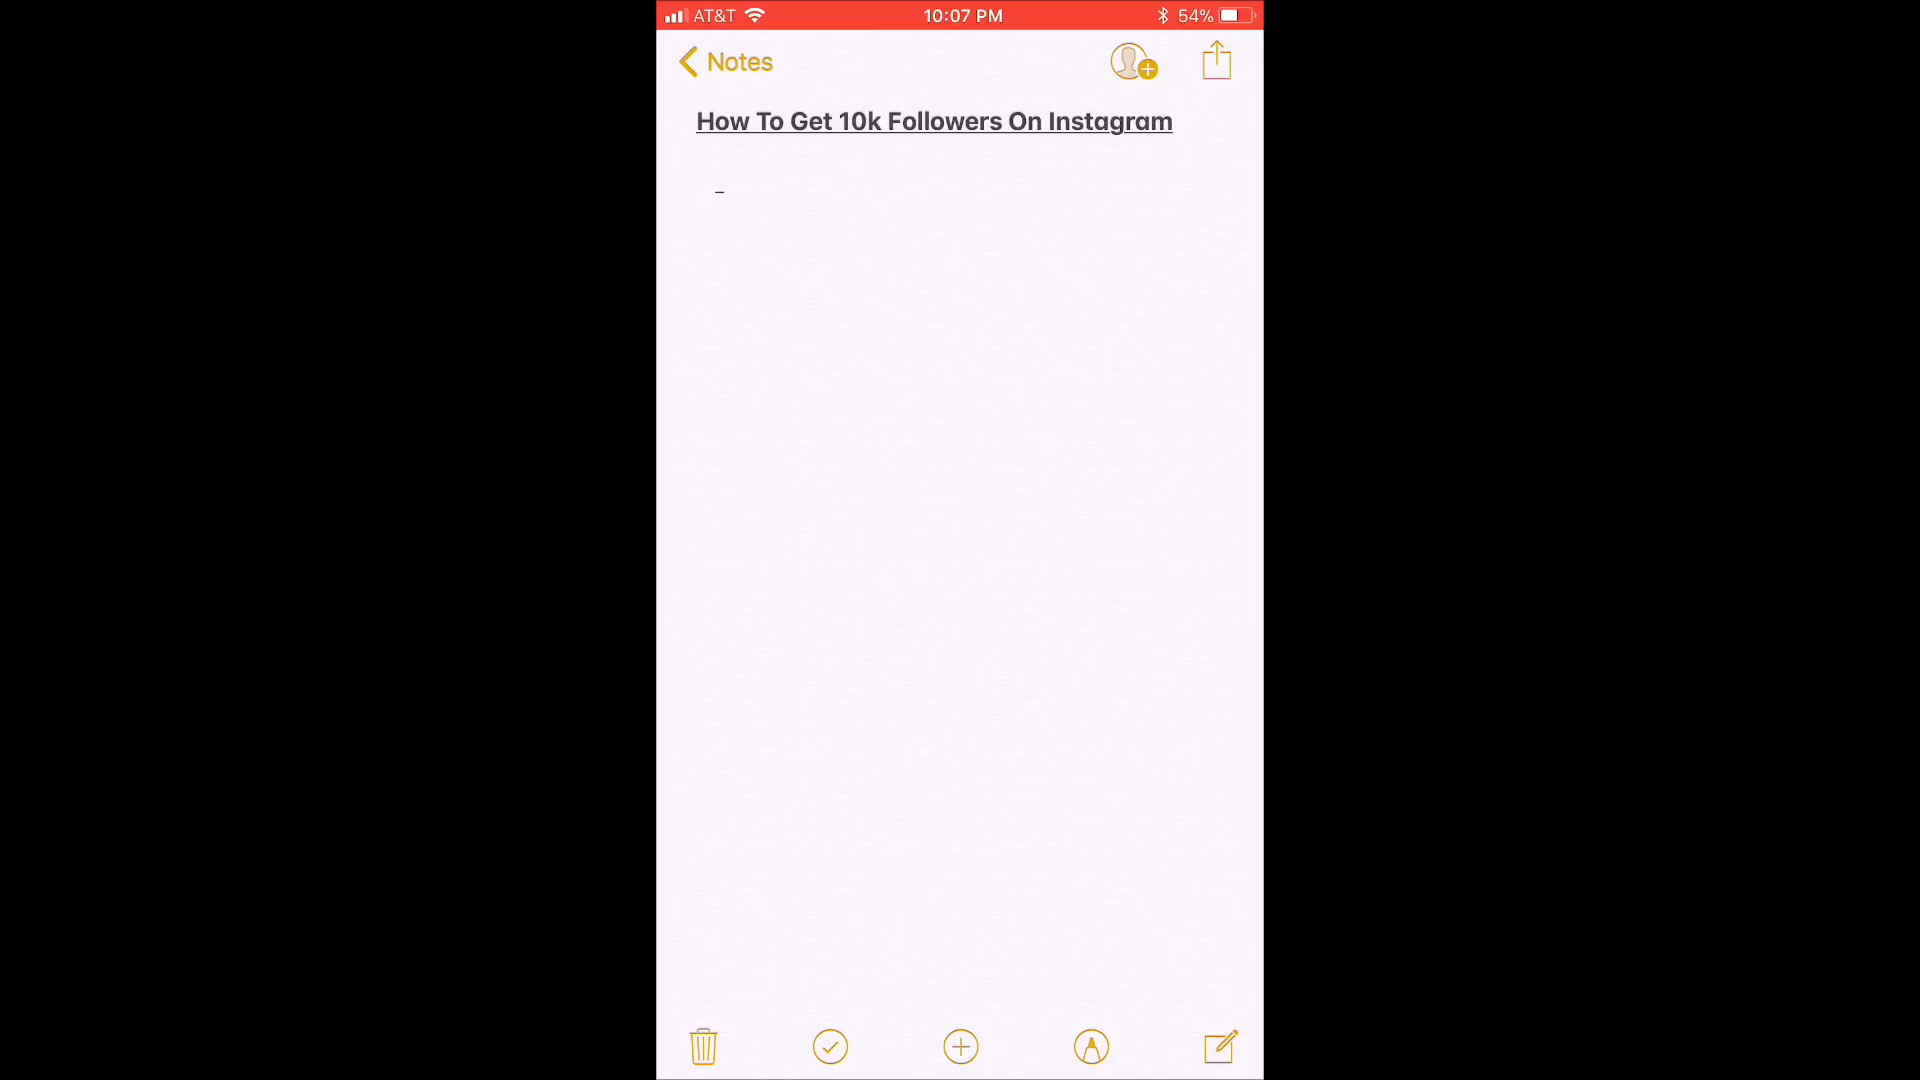 AT&T 10:07 PM 54%
Notes
How To Get 10k Followers On Instagram
–